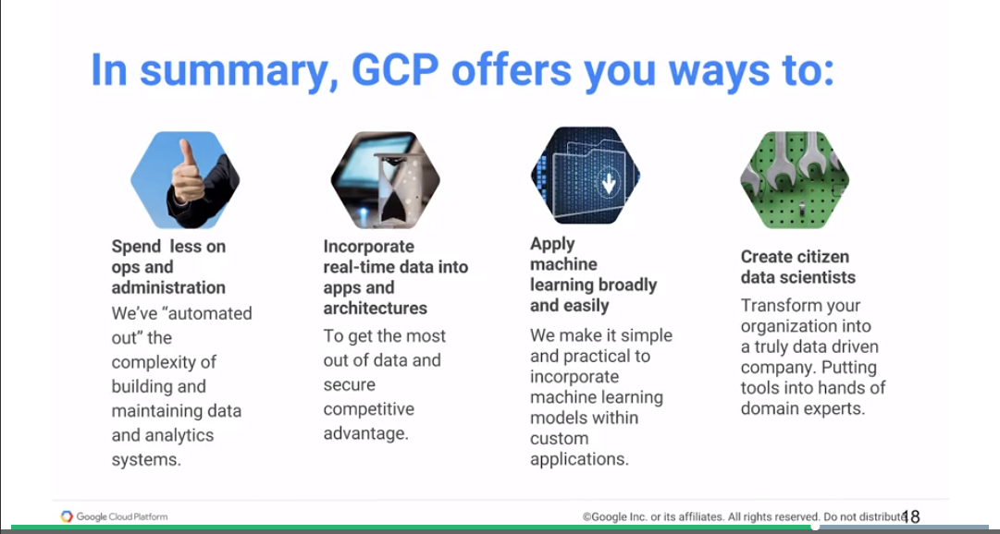 In summary, GCP offers you ways to:
Spend less on
ops and
administration
We've “automated
out” the
complexity of
building and
maintaining data
and analytics
systems.
Incorporate
real-time data into
apps and
architectures
To get the most
out of data and
secure
competitive
advantage.
Apply
machine
learning broadly
and easily
We make it simple
and practical to
incorporate
machine learning
models within
custom
applications.
Create citizen
data scientists
Transform your
organization into
a truly data driven
company. Putting
tools into hands of
domain experts.
Google Cloud Platform
©Google Inc. or its affiliates. All rights reserved. Do not distribute
18